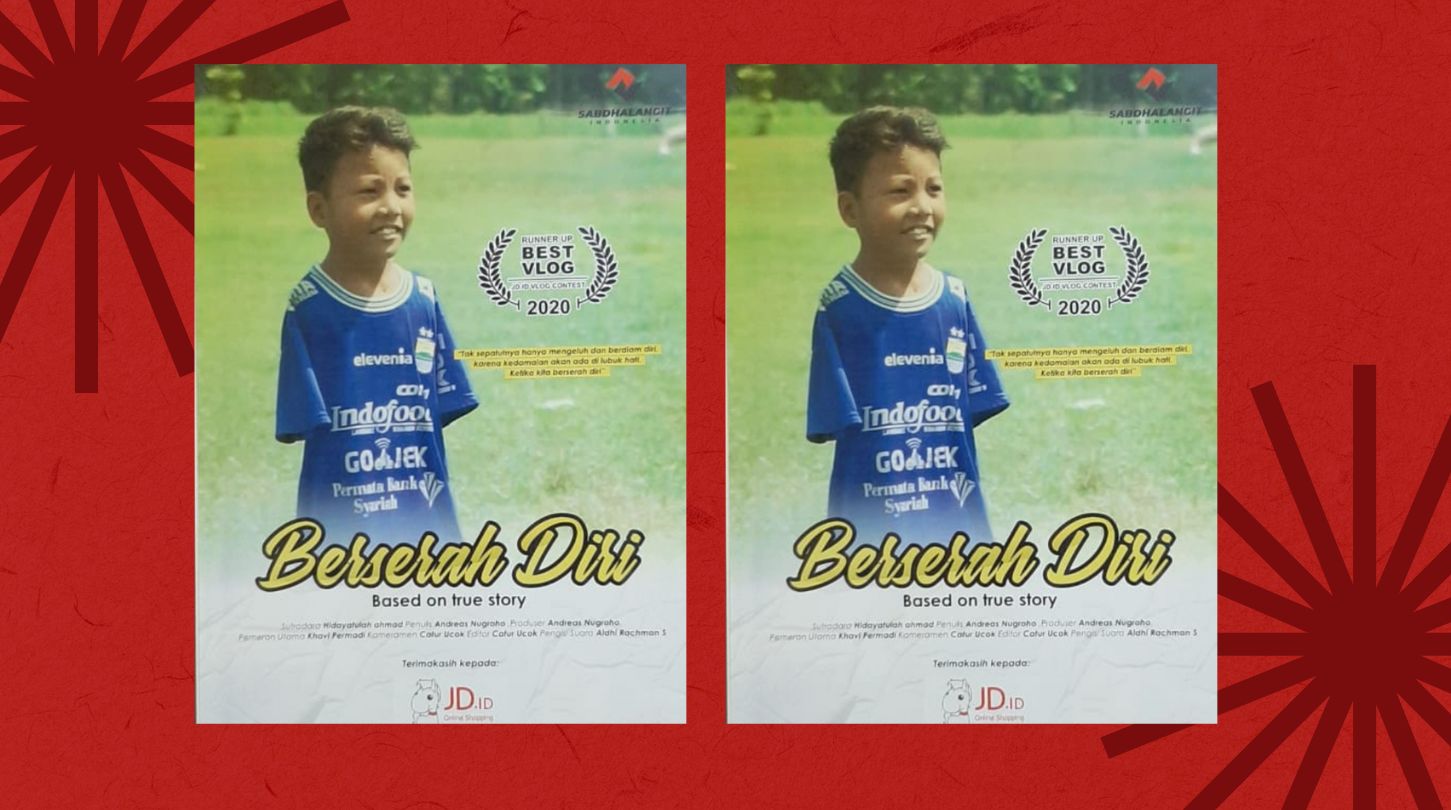 SABDHALANGIT
INDONESIA
RUNNER UP
BEST
VLOG
JD.ID VLOG CONTEST
2020
"Tak sepatutnya hanya mengeluh dan berdiam diri,
karena kedamaian akan ada di lubuk hati.
Ketika kita berserah diri"
elevenia
Indofood
GOJEK
Permata Bank
Syariah
Berserah Diri
Based on true story
Sutradara Hidayatulah ahmad Penulis Andreas Nugroho Produser Andreas Nugroho
Pemeran Utama Khavi Permadi Kameramen Catur Ucok Editor Catur Ucok Pengisi Suara Aldhi Rachman S
Terimakasih kepada:
JD.ID
Online Shopping
SABDHALANGIT
INDONESIA
RUNNER UP
BEST
VLOG
JD.ID VLOG CONTEST
2020
"Tak sepatutnya hanya mengeluh dan berdiam diri,
karena kedamaian akan ada di lubuk hati.
Ketika kita berserah diri"
elevenia
Indofood
GOJEK
Permata Bank
Syariah
Berserah Diri
Based on true story
Sutradara Hidayatulah ahmad Penulis Andreas Nugroho Produser Andreas Nugroho
Pemeran Utama Khavi Permadi Kameramen Catur Ucok Editor Catur Ucok Pengisi Suara Aldhi Rachman S
Terimakasih kepada:
JD.ID
Online Shopping